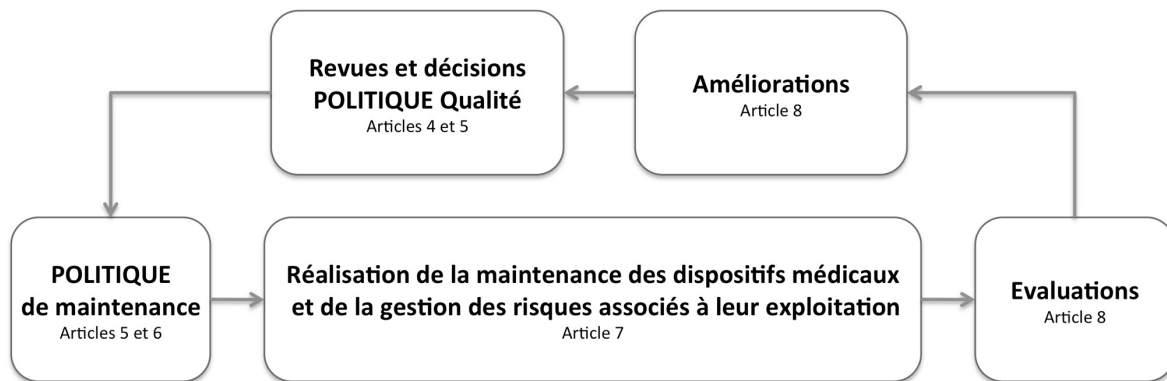 Revues et décisions
POLITIQUE Qualité
Articles 4 et 5
Améliorations
Article 8
POLITIQUE
de maintenance
Articles 5 et 6
Réalisation de la maintenance des dispositifs médicaux
et de la gestion des risques associés à leur exploitation
Article 7
Evaluations
Article 8